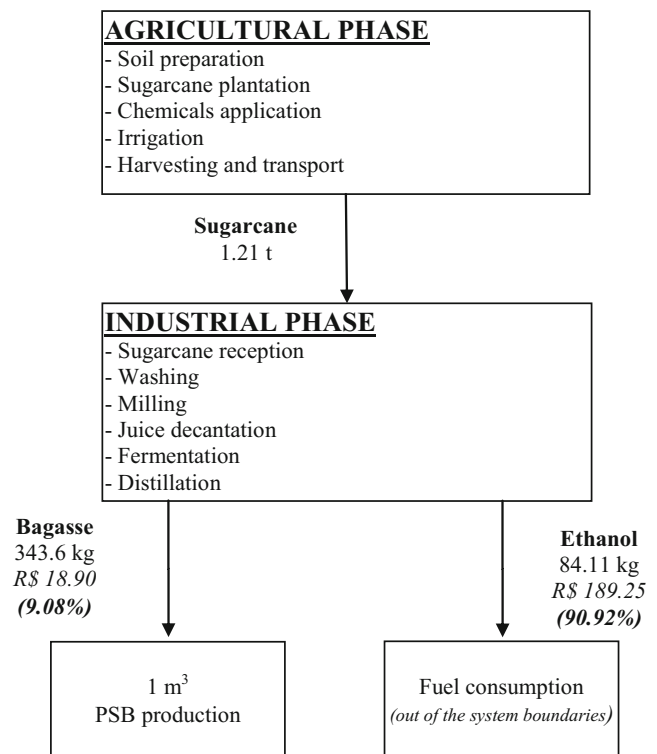 AGRICULTURAL PHASE
- Soil preparation
- Sugarcane plantation
- Chemicals application
- Irrigation
- Harvesting and transport
Sugarcane
1.21 t
INDUSTRIAL PHASE
- Sugarcane reception
- Washing
- Milling
- Juice decantation
- Fermentation
- Distillation
Bagasse
343.6 kg
R$ 18.90
(9.08%)
Ethanol
84.11 kg
R$ 189.25
(90.92%)
1 m³
PSB production
Fuel consumption
(out of the system boundaries)